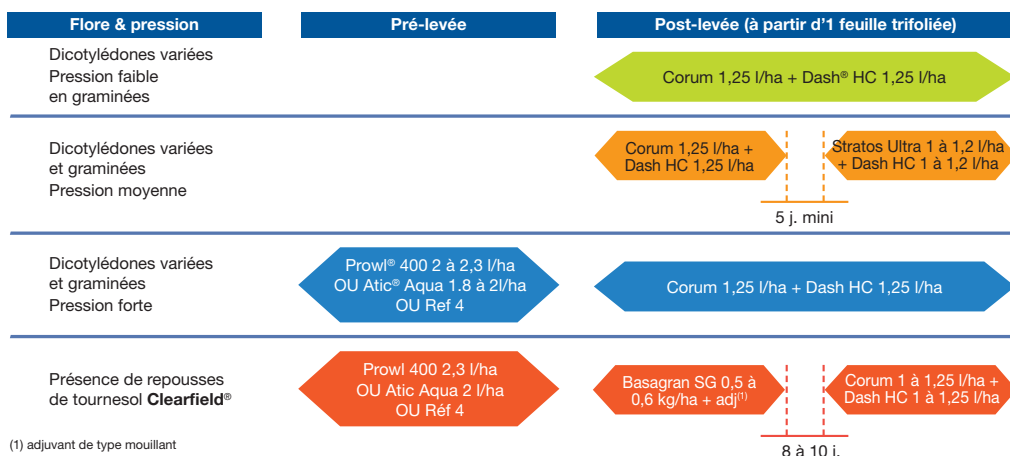 Flore & pression
Pré-levée
Post-levée (à partir d'1 feuille trifoliée)
Dicotylédones variées
Pression faible
en graminées
Corum 1,25 l/ha + Dash® HC 1,25 l/ha
Dicotylédones variées
et graminées
Pression moyenne
Corum 1,25 l/ha +
Dash HC 1,25 l/ha
Stratos Ultra 1 à 1,2 l/ha
+ Dash HC 1 à 1,2 l/ha
5 j. mini
Dicotylédones variées
et graminées
Pression forte
Prowl® 400 2 à 2,3 l/ha
OU Atic® Aqua 1.8 à 2l/ha
OU Ref 4
Corum 1,25 l/ha + Dash HC 1,25 l/ha
Présence de repousses
de tournesol Clearfield®
Prowl 400 2,3 l/ha
OU Atic Aqua 2 l/ha
OU Réf 4
Basagran SG 0,5 à
0,6 kg/ha + adj(1)
Corum 1 à 1,25 l/ha +
Dash HC 1 à 1,25 l/ha
8 à 10 j.
(1) adjuvant de type mouillant